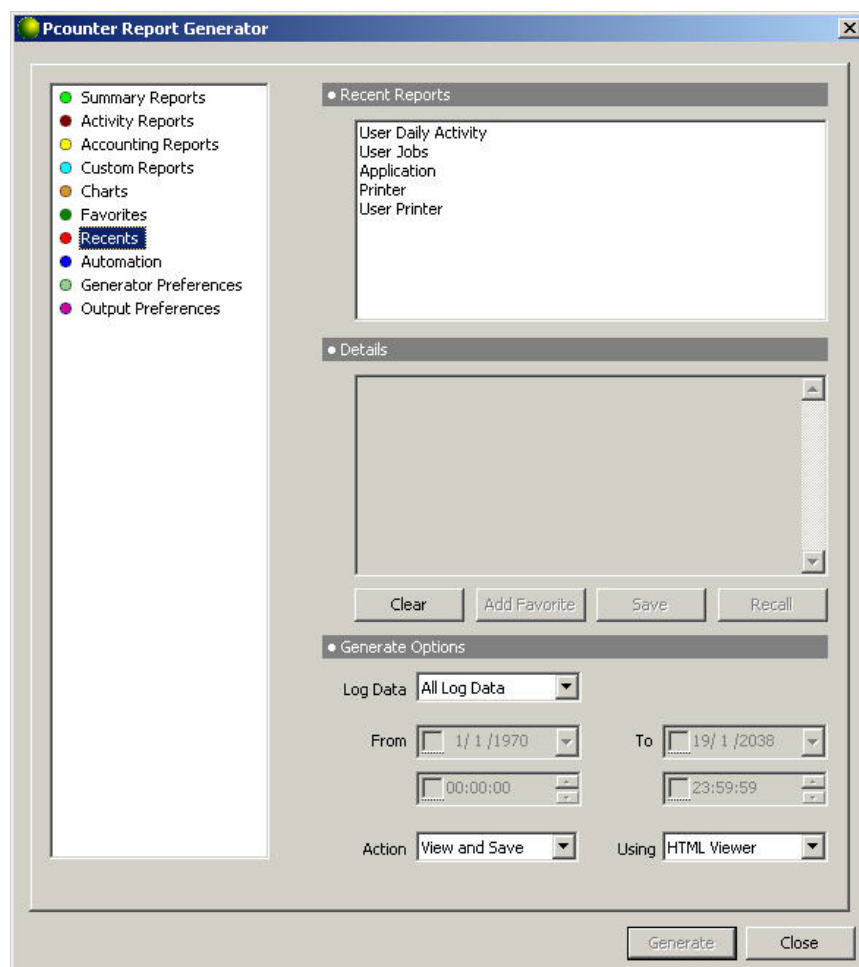 Pcounter Report Generator
Summary Reports
Activity Reports
Accounting Reports
Custom Reports
Charts
Favorites
Recents
Automation
Generator Preferences
Output Preferences
Recent Reports
User Daily Activity
User Jobs
Application
Printer
User Printer
Details
Clear Add Favorite Save Recall
Generate Options
Log Data All Log Data
From 1/ 1 /1970 To 19/ 1 /2038
00:00:00 23:59:59
Action View and Save Using HTML Viewer
Generate Close